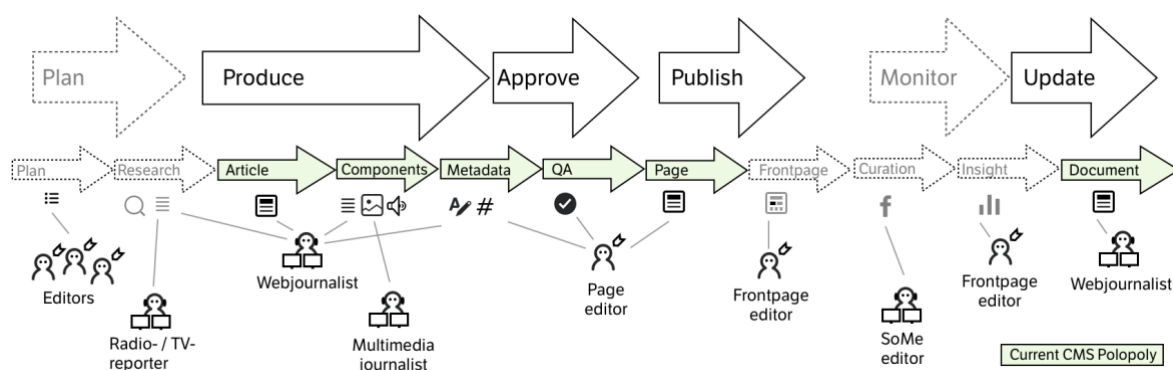 Plan
Produce
Approve
Publish
Monitor
Update
Plan
Research
Article
Components
Metadata
QA
Page
Frontpage
Curation
Insight
Document
A
#
f
Editors
Radio- / TV-
reporter
Webjournalist
Multimedia
journalist
Page
editor
Frontpage
editor
SoMe
editor
Frontpage
editor
Webjournalist
Current CMS Polopoly